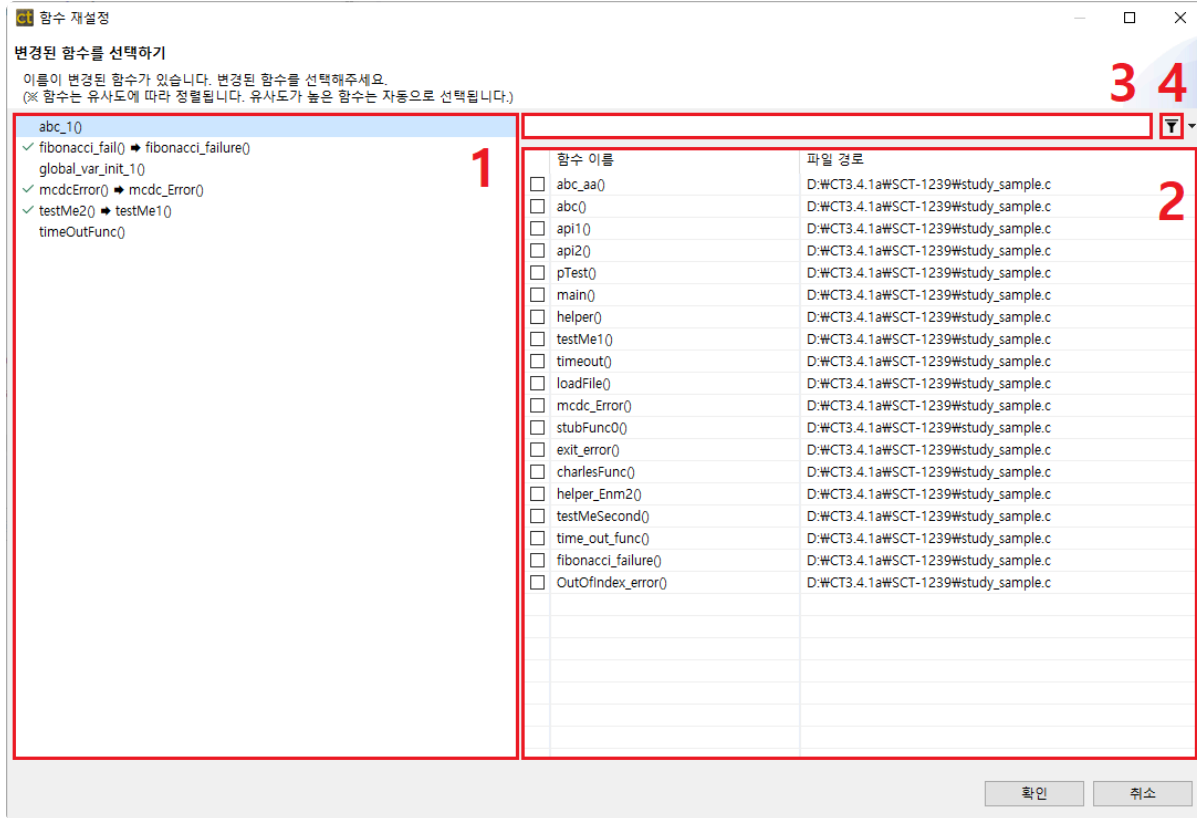 ct 함수 재설정
변경된 함수를 선택하기
이름이 변경된 함수가 있습니다. 변경된 함수를 선택해주세요.
(※ 함수는 유사도에 따라 정렬됩니다. 유사도가 높은 함수는 자동으로 선택됩니다.)
3 4
abc_1()
✓ fibonacci_fail() ➡ fibonacci_failure()
global_var_init_1()
✓ mcdcError() ➡ mcdc_Error()
✓ testMe2() ➡ testMe1()
timeOutFunc()
1
함수 이름 파일 경로
2
abc_aa() D:₩CT3.4.1a₩SCT-1239₩study_sample.c
abc() D:₩CT3.4.1a₩SCT-1239₩study_sample.c
api1() D:₩CT3.4.1a₩SCT-1239₩study_sample.c
api2() D:₩CT3.4.1a₩SCT-1239₩study_sample.c
pTest() D:₩CT3.4.1a₩SCT-1239₩study_sample.c
main() D:₩CT3.4.1a₩SCT-1239₩study_sample.c
helper() D:₩CT3.4.1a₩SCT-1239₩study_sample.c
testMe1() D:₩CT3.4.1a₩SCT-1239₩study_sample.c
timeout() D:₩CT3.4.1a₩SCT-1239₩study_sample.c
loadFile() D:₩CT3.4.1a₩SCT-1239₩study_sample.c
mcdc_Error() D:₩CT3.4.1a₩SCT-1239₩study_sample.c
stubFunc0() D:₩CT3.4.1a₩SCT-1239₩study_sample.c
exit_error() D:₩CT3.4.1a₩SCT-1239₩study_sample.c
charlesFunc() D:₩CT3.4.1a₩SCT-1239₩study_sample.c
helper_Enm2() D:₩CT3.4.1a₩SCT-1239₩study_sample.c
testMeSecond() D:₩CT3.4.1a₩SCT-1239₩study_sample.c
time_out_func() D:₩CT3.4.1a₩SCT-1239₩study_sample.c
fibonacci_failure() D:₩CT3.4.1a₩SCT-1239₩study_sample.c
OutOfIndex_error() D:₩CT3.4.1a₩SCT-1239₩study_sample.c
확인 취소